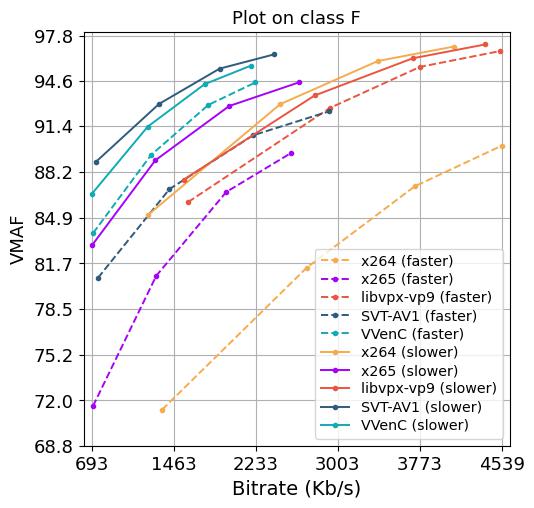 Plot on class F
VMAF
97.8
94.6
91.4
88.2
84.9
81.7
78.5
75.2
72.0
68.8
x264 (faster)
x265 (faster)
libvpx-vp9 (faster)
SVT-AV1 (faster)
VVenC (faster)
x264 (slower)
x265 (slower)
libvpx-vp9 (slower)
SVT-AV1 (slower)
VVenC (slower)
693 1463 2233 3003 3773 4539
Bitrate (Kb/s)